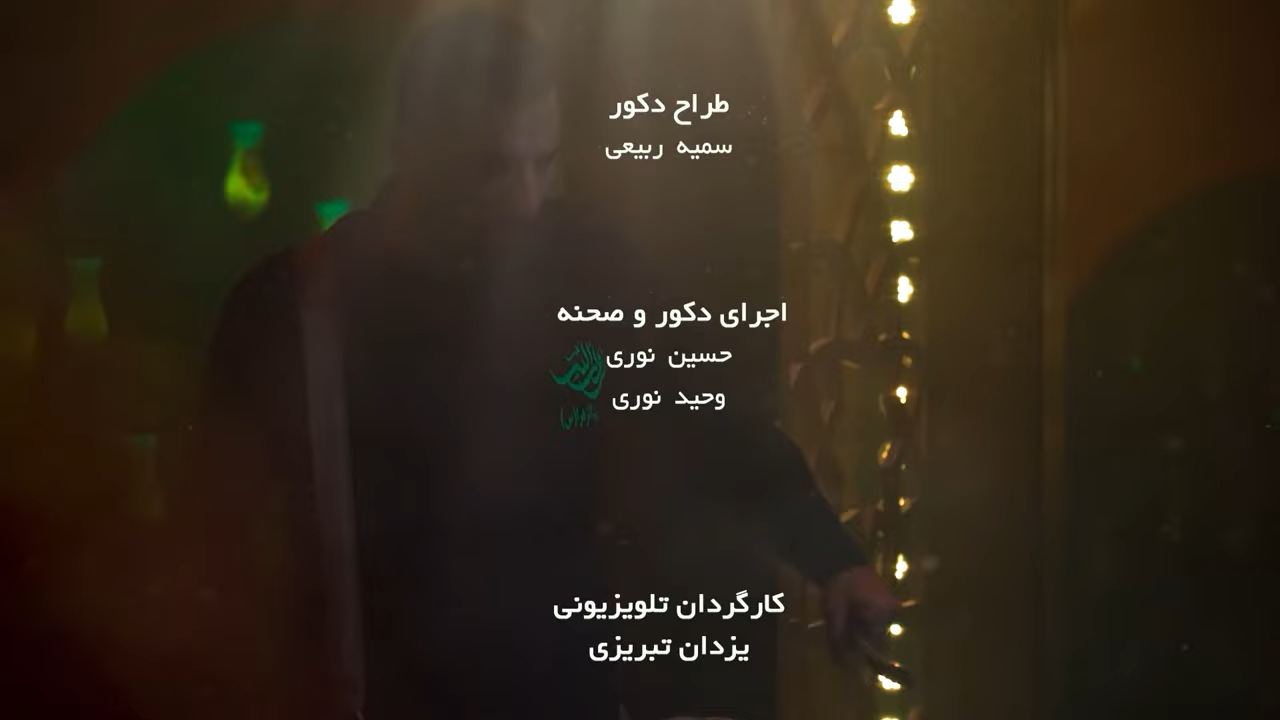 طراح دکور
سمیه ربیعی
اجرای دکور و صحنه
حسین نوری
وحید نوری
کارگردان تلویزیونی
یزدان تبریزی